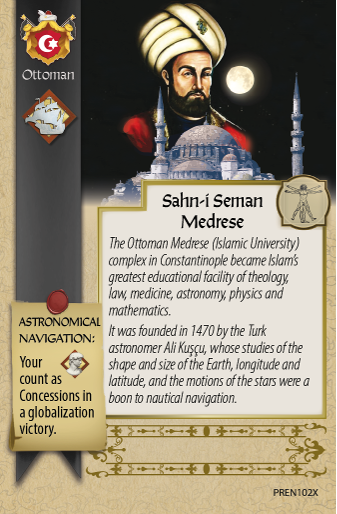 Ottoman
Sahn-i Seman
Medrese
The Ottoman Medrese (Islamic University)
complex in Constantinople became Islam's
greatest educational facility of theology,
law, medicine, astronomy, physics and
mathematics.
It was founded in 1470 by the Turk
astronomer Ali Kuşçu, whose studies of the
shape and size of the Earth, longitude and
latitude, and the motions of the stars were a
boon to nautical navigation.
ASTRONOMICAL
NAVIGATION:
Your
count as
Concessions in
a globalization
victory.
PREN102X